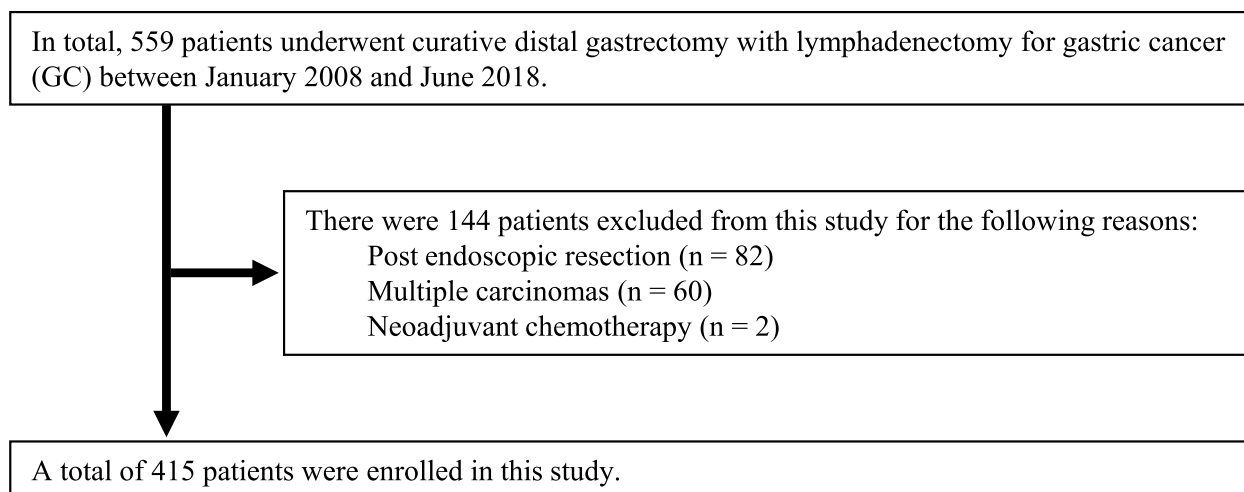 In total, 559 patients underwent curative distal gastrectomy with lymphadenectomy for gastric cancer
(GC) between January 2008 and June 2018.
There were 144 patients excluded from this study for the following reasons:
Post endoscopic resection (n = 82)
Multiple carcinomas (n = 60)
Neoadjuvant chemotherapy (n = 2)
A total of 415 patients were enrolled in this study.